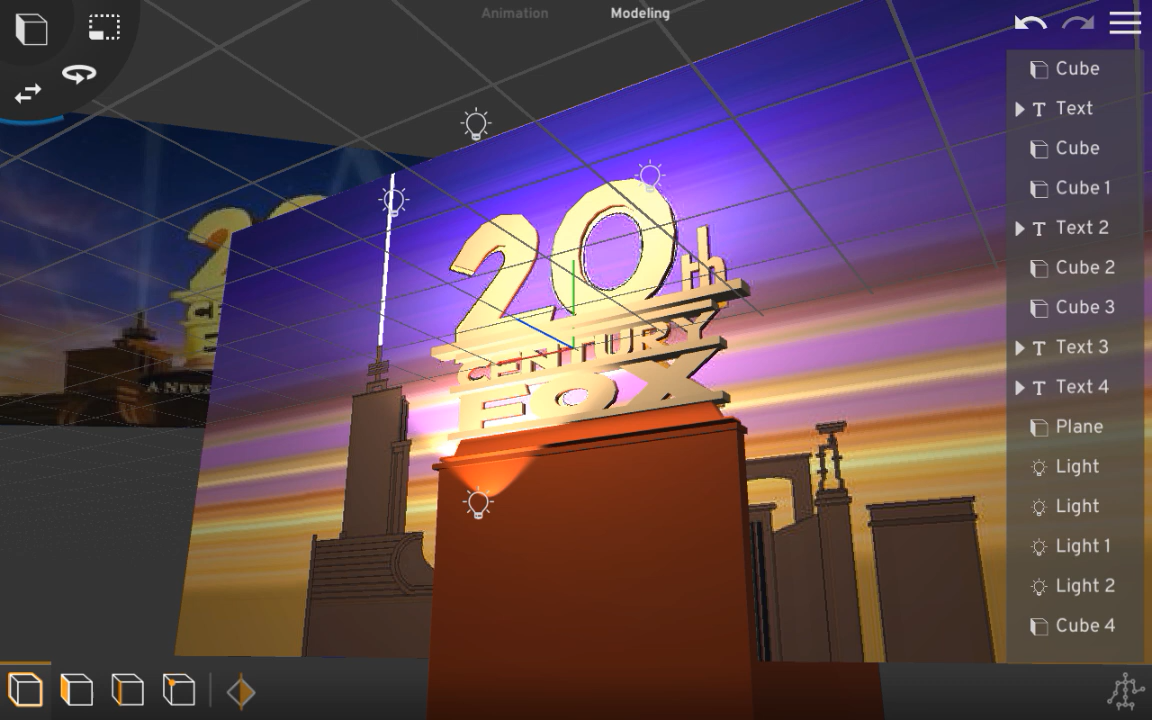 Animation
Modeling
Cube
Text
Cube
Cube 1
Text 2
Cube 2
Cube 3
Text 3
Text 4
Plane
Light
Light
Light 1
Light 2
Cube 4
20th
CENTURY
FOX